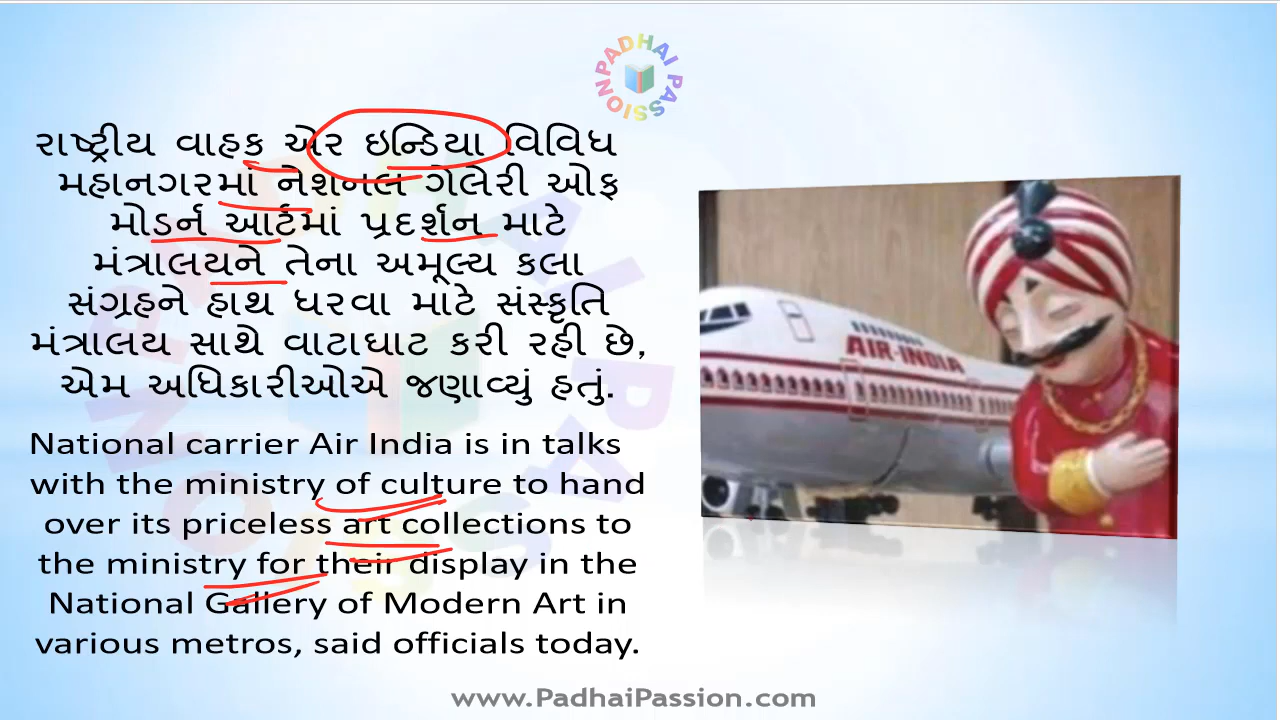 PADHAI PASSION
રાષ્ટ્રીય વાહક એર ઇન્ડિયા વિવિધ
મહાનગરમાં નેશનલ ગેલેરી ઓફ
મોડર્ન આર્ટમાં પ્રદર્શન માટે
મંત્રાલયને તેના અમૂલ્ય કલા
સંગ્રહને હાથ ધરવા માટે સંસ્કૃતિ
મંત્રાલય સાથે વાટાઘાટ કરી રહી છે,
એમ અધિકારીઓએ જણાવ્યું હતું.
National carrier Air India is in talks
with the ministry of culture to hand
over its priceless art collections to
the ministry for their display in the
National Gallery of Modern Art in
various metros, said officials today.
AIR-INDIA
www.PadhaiPassion.com